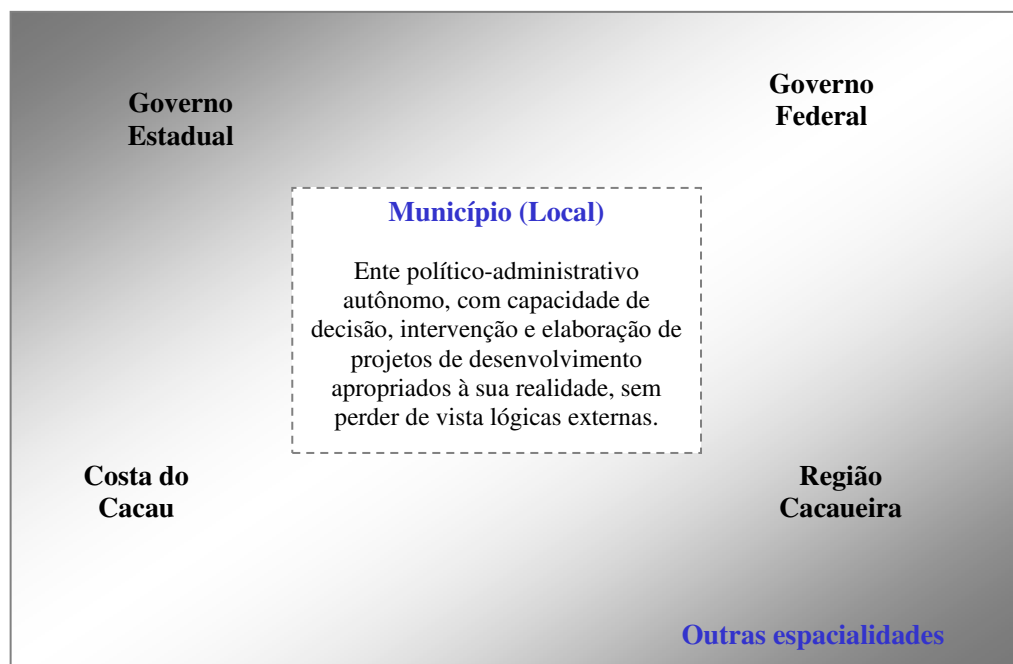 Governo
Estadual
Governo
Federal
Município (Local)
Ente político-administrativo
autônomo, com capacidade de
decisão, intervenção e elaboração de
projetos de desenvolvimento
apropriados à sua realidade, sem
perder de vista lógicas externas.
Costa do
Cacau
Região
Cacaueira
Outras espacialidades